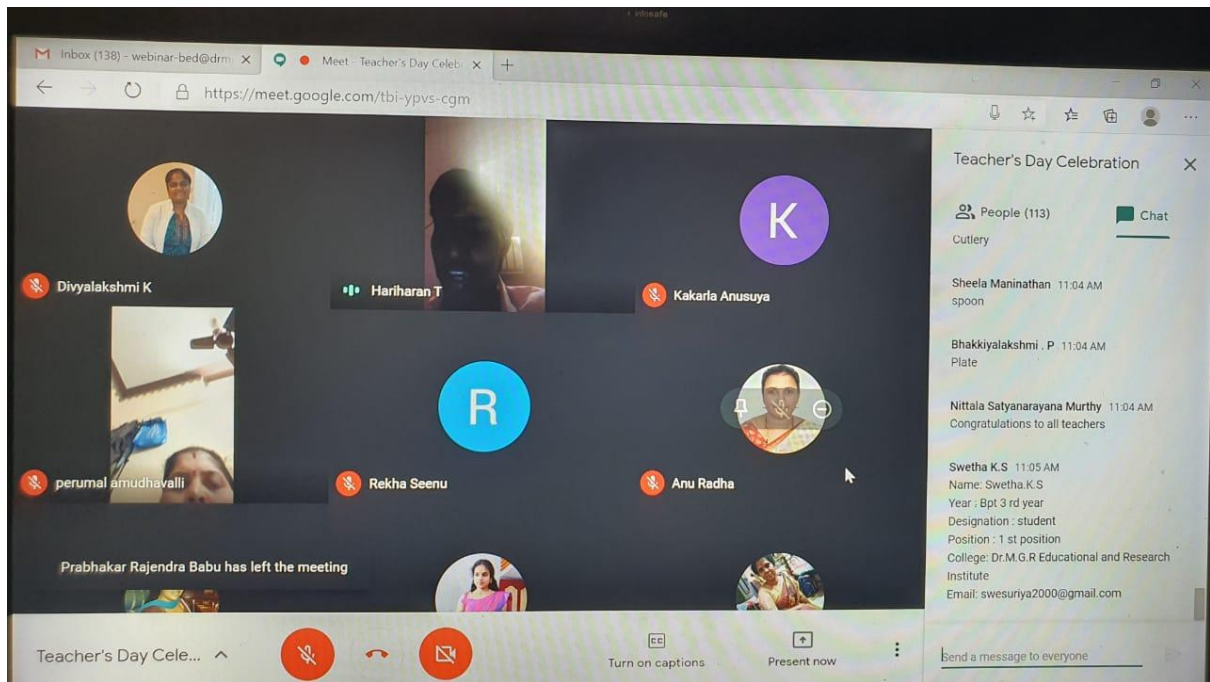 infosafe
Inbox (138) - webinar-bed@drm
Meet - Teacher's Day Celeb
https://meet.google.com/tbi-ypvs-cgm
Divyalakshmi K
Hariharan T
K
Kakarla Anusuya
perumal amudhavalli
R
Rekha Seenu
Anu Radha
Prabhakar Rajendra Babu has left the meeting
Teacher's Day Cele...
CC
Turn on captions
Present now
Teacher's Day Celebration
People (113)
Chat
Cutlery
Sheela Maninathan 11:04 AM
spoon
Bhakkiyalakshmi . P 11:04 AM
Plate
Nittala Satyanarayana Murthy 11:04 AM
Congratulations to all teachers
Swetha K.S 11:05 AM
Name: Swetha.K.S
Year : Bpt 3 rd year
Designation : student
Position : 1 st position
College: Dr.M.G.R Educational and Research
Institute
Email: swesuriya2000@gmail.com
Send a message to everyone